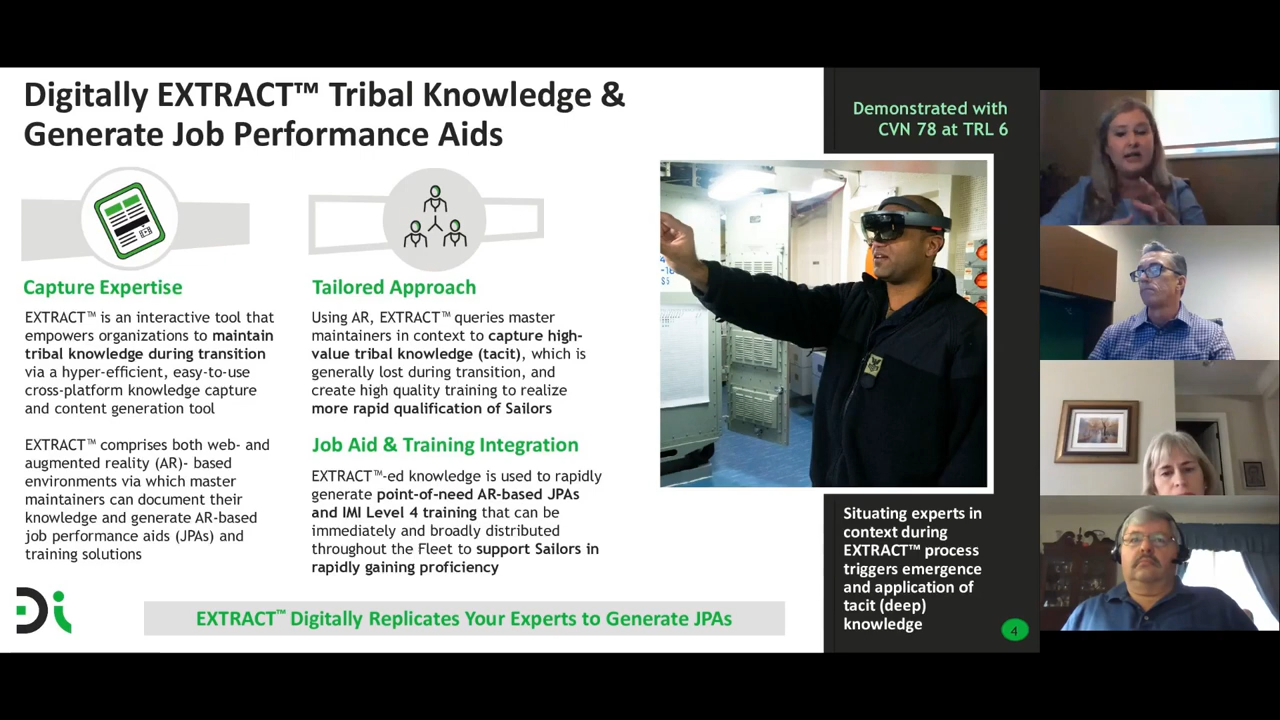 Digitally EXTRACT™ Tribal Knowledge &
Generate Job Performance Aids
Capture Expertise
EXTRACT™ is an interactive tool that
empowers organizations to maintain
tribal knowledge during transition
via a hyper-efficient, easy-to-use
cross-platform knowledge capture
and content generation tool
EXTRACT™ comprises both web- and
augmented reality (AR)- based
environments via which master
maintainers can document their
knowledge and generate AR-based
job performance aids (JPAs) and
training solutions
Tailored Approach
Using AR, EXTRACT™ queries master
maintainers in context to capture high-
value tribal knowledge (tacit), which is
generally lost during transition, and
create high quality training to realize
more rapid qualification of Sailors
Job Aid & Training Integration
EXTRACT™-ed knowledge is used to rapidly
generate point-of-need AR-based JPAs
and IMI Level 4 training that can be
immediately and broadly distributed
throughout the Fleet to support Sailors in
rapidly gaining proficiency
Demonstrated with
CVN 78 at TRL 6
Situating experts in
context during
EXTRACT™ process
triggers emergence
and application of
tacit (deep)
knowledge
Di
EXTRACT™ Digitally Replicates Your Experts to Generate JPAs
4